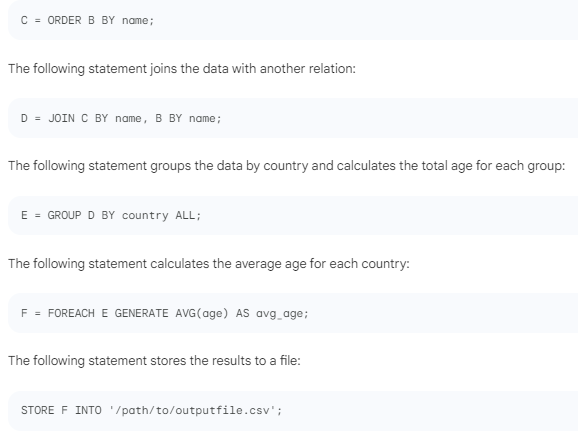 C = ORDER B BY name;
The following statement joins the data with another relation:
D = JOIN C BY name, B BY name;
The following statement groups the data by country and calculates the total age for each group:
E = GROUP D BY country ALL;
The following statement calculates the average age for each country:
F = FOREACH E GENERATE AVG(age) AS avg_age;
The following statement stores the results to a file:
STORE F INTO '/path/to/outputfile.csv';